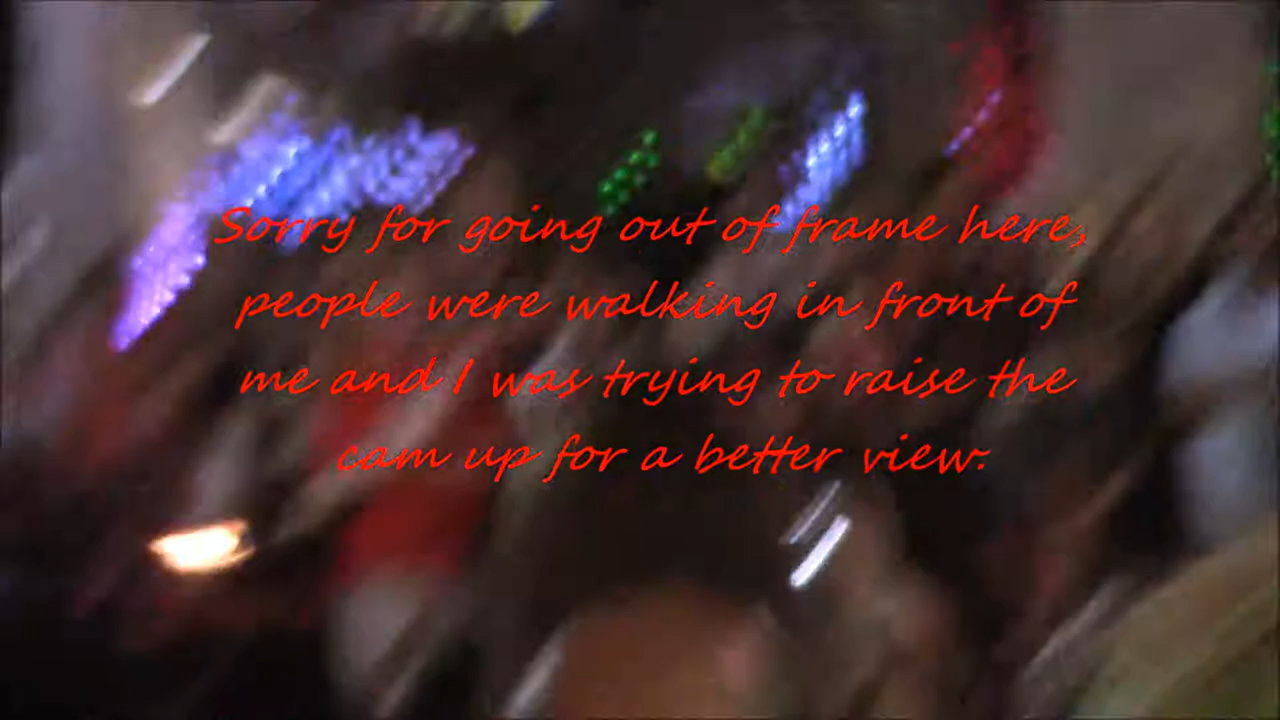 Sorry for going out of frame here,
people were walking in front of
me and I was trying to raise the
cam up for a better view.